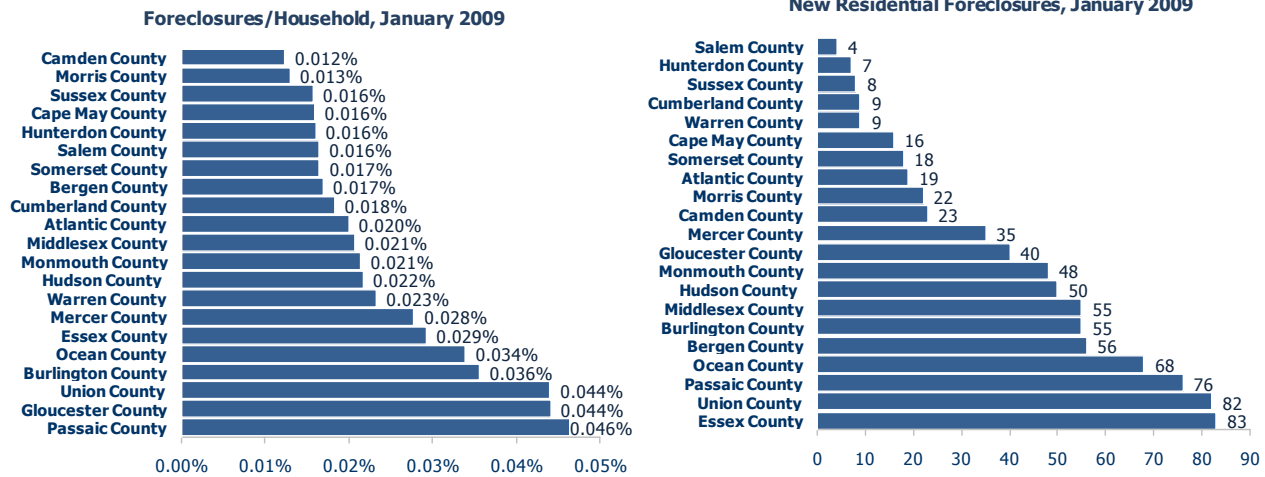 Foreclosures/Household, January 2009
Camden County 0.012%
Morris County 0.013%
Sussex County 0.016%
Cape May County 0.016%
Hunterdon County 0.016%
Salem County 0.016%
Somerset County 0.017%
Bergen County 0.017%
Cumberland County 0.018%
Atlantic County 0.020%
Middlesex County 0.021%
Monmouth County 0.021%
Hudson County 0.022%
Warren County 0.023%
Mercer County 0.028%
Essex County 0.029%
Ocean County 0.034%
Burlington County 0.036%
Union County 0.044%
Gloucester County 0.044%
Passaic County 0.046%
0.00% 0.01% 0.02% 0.03% 0.04% 0.05%
New Residential Foreclosures, January 2009
Salem County 4
Hunterdon County 7
Sussex County 8
Cumberland County 9
Warren County 9
Cape May County 16
Somerset County 18
Atlantic County 19
Morris County 22
Camden County 23
Mercer County 35
Gloucester County 40
Monmouth County 48
Hudson County 50
Middlesex County 55
Burlington County 55
Bergen County 56
Ocean County 68
Passaic County 76
Union County 82
Essex County 83
0 10 20 30 40 50 60 70 80 90